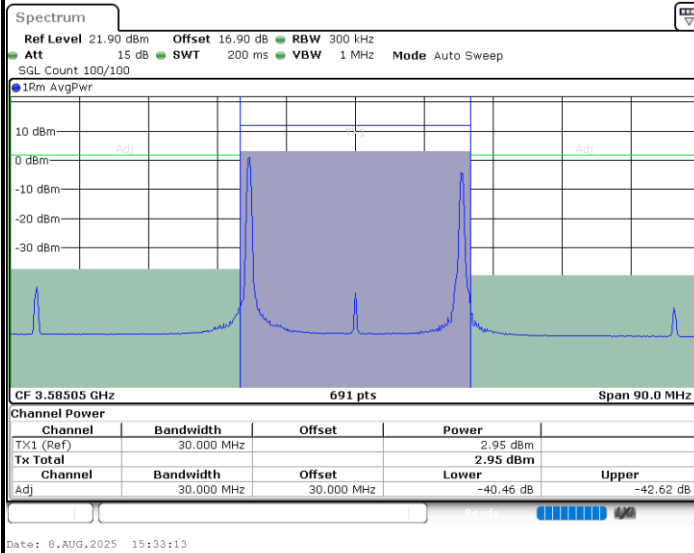 Spectrum
Ref Level 21.90 dBm Offset 16.90 dB RBW 300 kHz
Att 15 dB SWT 200 ms VBW 1 MHz Mode Auto Sweep
SGL Count 100/100
1Rm AvgPwr
10 dBm
Adj Adj
0 dBm
-10 dBm
-20 dBm
-30 dBm
CF 3.58505 GHz 691 pts Span 90.0 MHz
Channel Power
Channel Bandwidth Offset Power
TX1 (Ref) 30.000 MHz 2.95 dBm
Tx Total 2.95 dBm
Channel Bandwidth Offset Lower Upper
Adj 30.000 MHz 30.000 MHz -40.46 dB -42.62 dB
Ready
Date: 8.AUG.2025 15:33:13